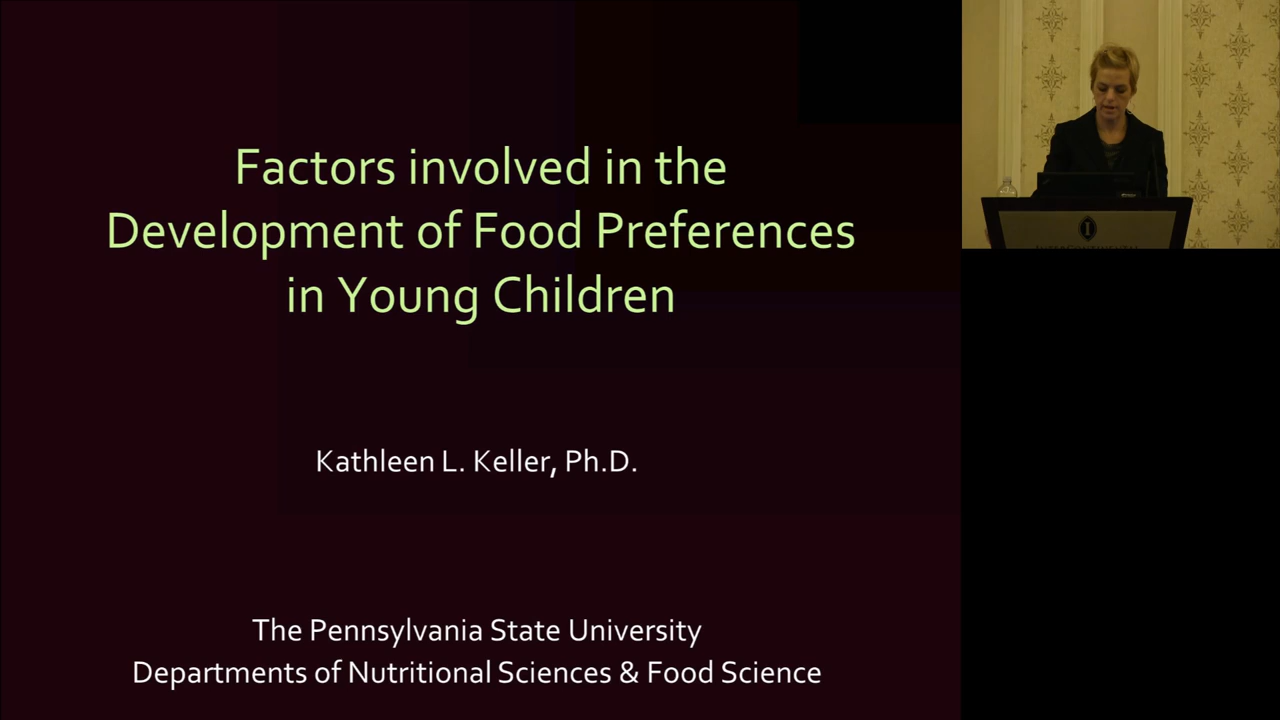 Factors involved in the
Development of Food Preferences
in Young Children
Kathleen L. Keller, Ph.D.
The Pennsylvania State University
Departments of Nutritional Sciences & Food Science